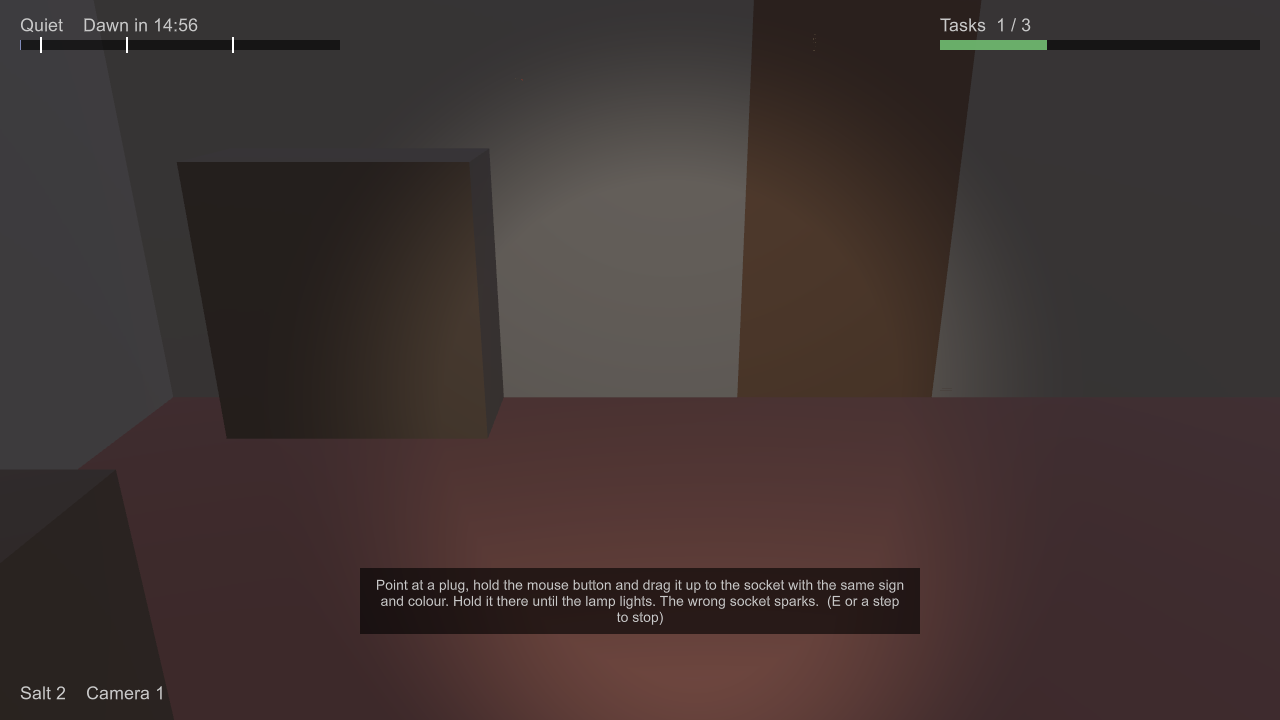 Quiet Dawn in 14:56
Tasks 1 / 3
Point at a plug, hold the mouse button and drag it up to the socket with the same sign
and colour. Hold it there until the lamp lights. The wrong socket sparks. (E or a step
to stop)
Salt 2 Camera 1